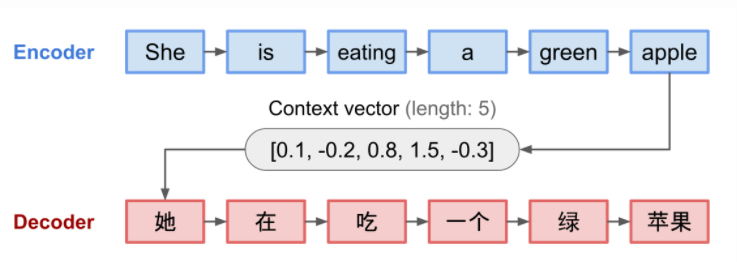 Encoder She is eating a green apple
Context vector (length: 5)
[0.1, -0.2, 0.8, 1.5, -0.3]
Decoder 她 在 吃 一个 绿 苹果